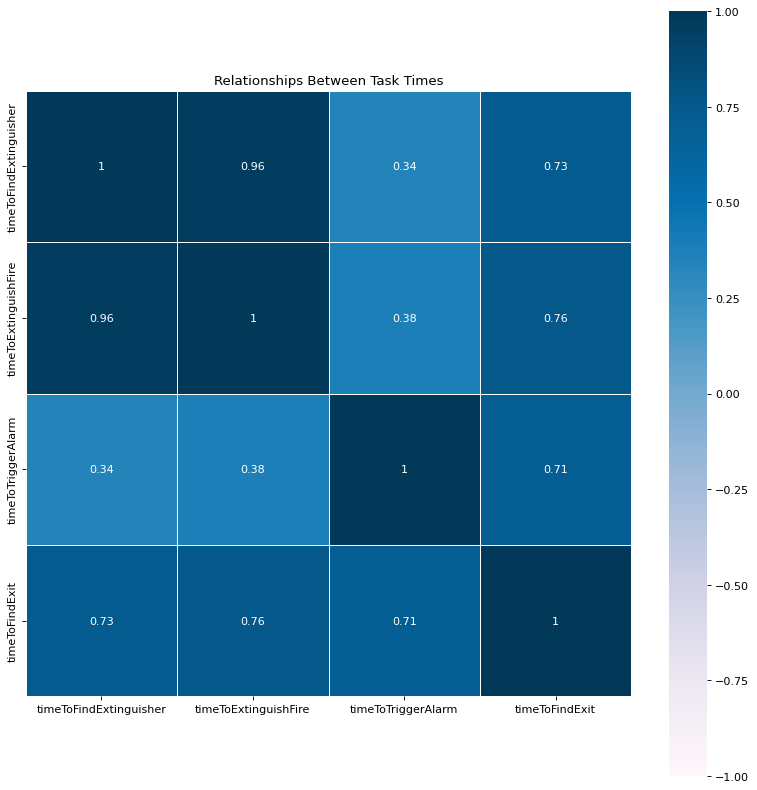 Relationships Between Task Times
timeToFindExtinguisher
1
0.96
0.34
0.73
timeToExtinguishFire
0.96
1
0.38
0.76
timeToTriggerAlarm
0.34
0.38
1
0.71
timeToFindExit
0.73
0.76
0.71
1
timeToFindExtinguisher
timeToExtinguishFire
timeToTriggerAlarm
timeToFindExit
1.00
0.75
0.50
0.25
0.00
−0.25
−0.50
−0.75
−1.00